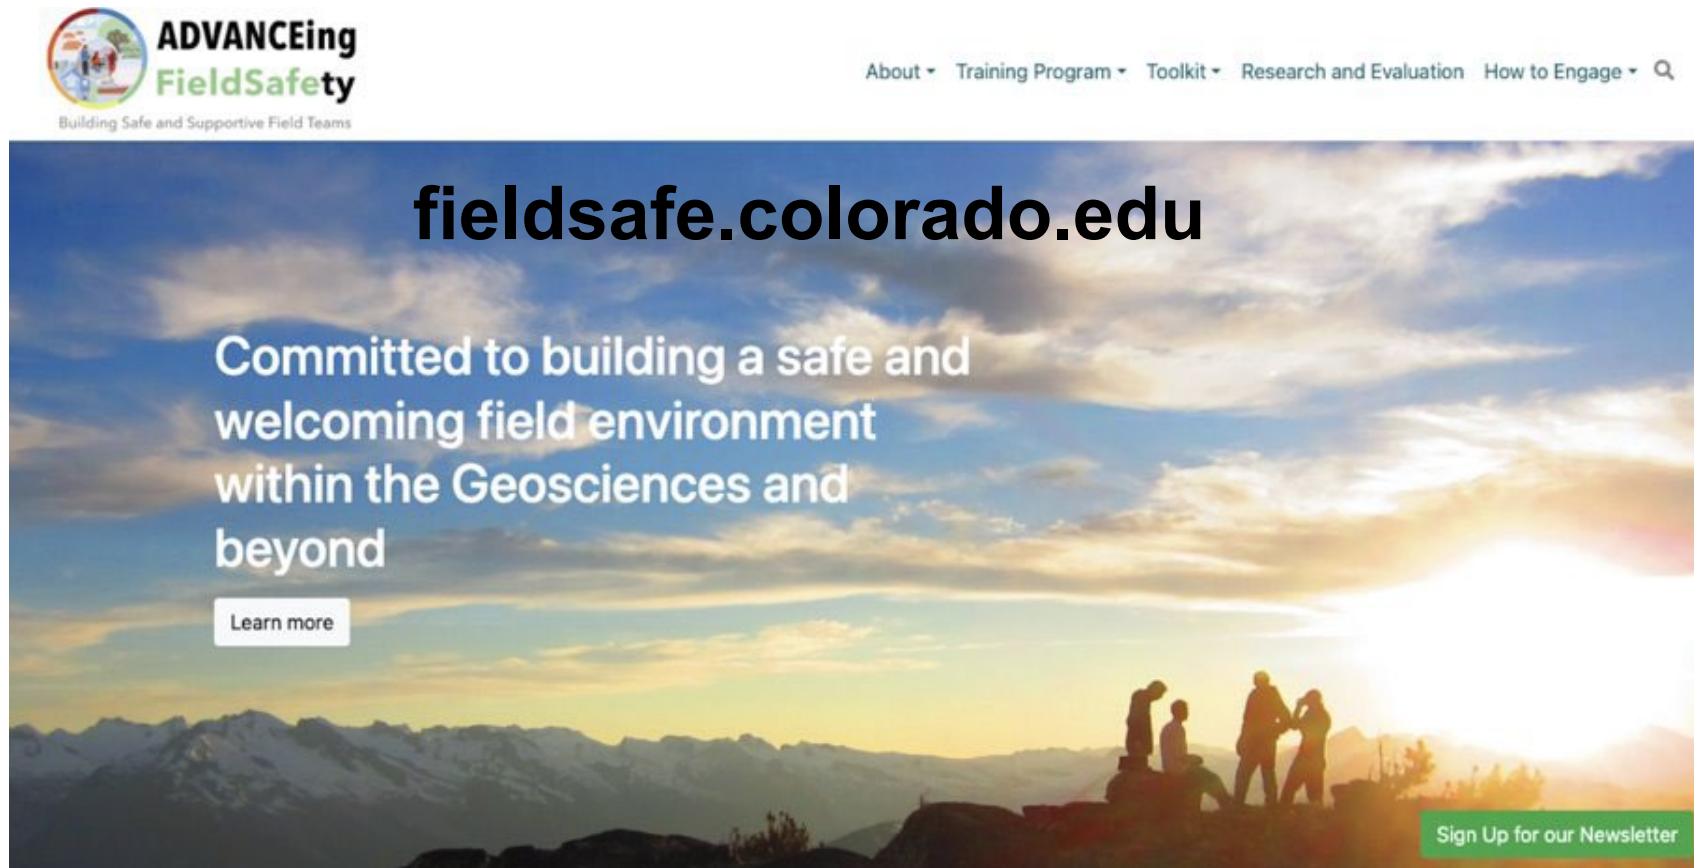 ADVANCEing
FieldSafety
Building Safe and Supportive Field Teams
About
Training Program
Toolkit
Research and Evaluation
How to Engage
fieldsafe.colorado.edu
Committed to building a safe and
welcoming field environment
within the Geosciences and
beyond
Learn more
Sign Up for our Newsletter